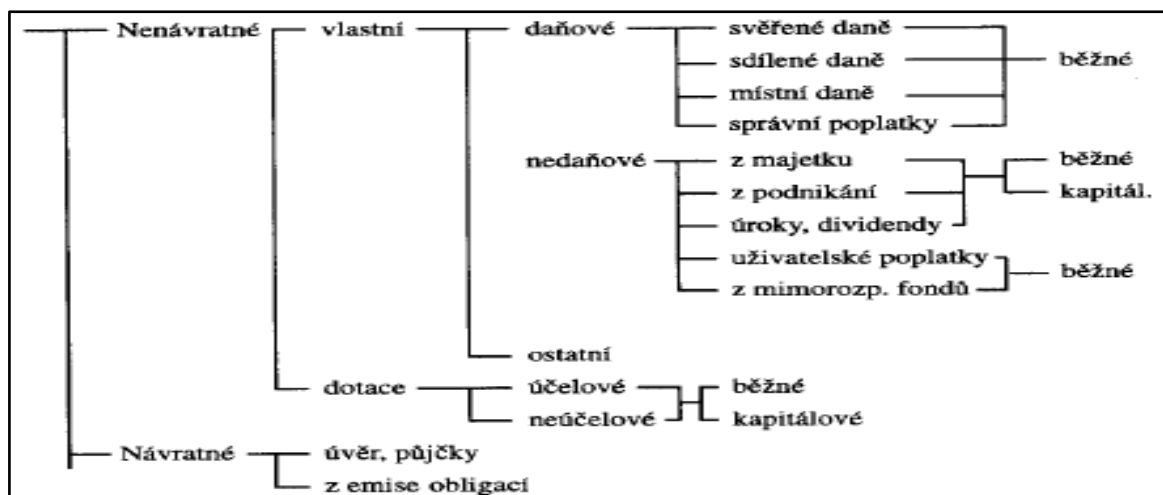 Nenávratné vlastní daňové svěřené daně
sdílené daně běžné
místní daně
správní poplatky
nedaňové z majetku běžné
z podnikání kapitál.
úroky, dividendy
uživatelské poplatky
běžné
z mimorozp. fondů
ostatní
dotace účelové běžné
neúčelové kapitálové
Návratné úvěr, půjčky
z emise obligací